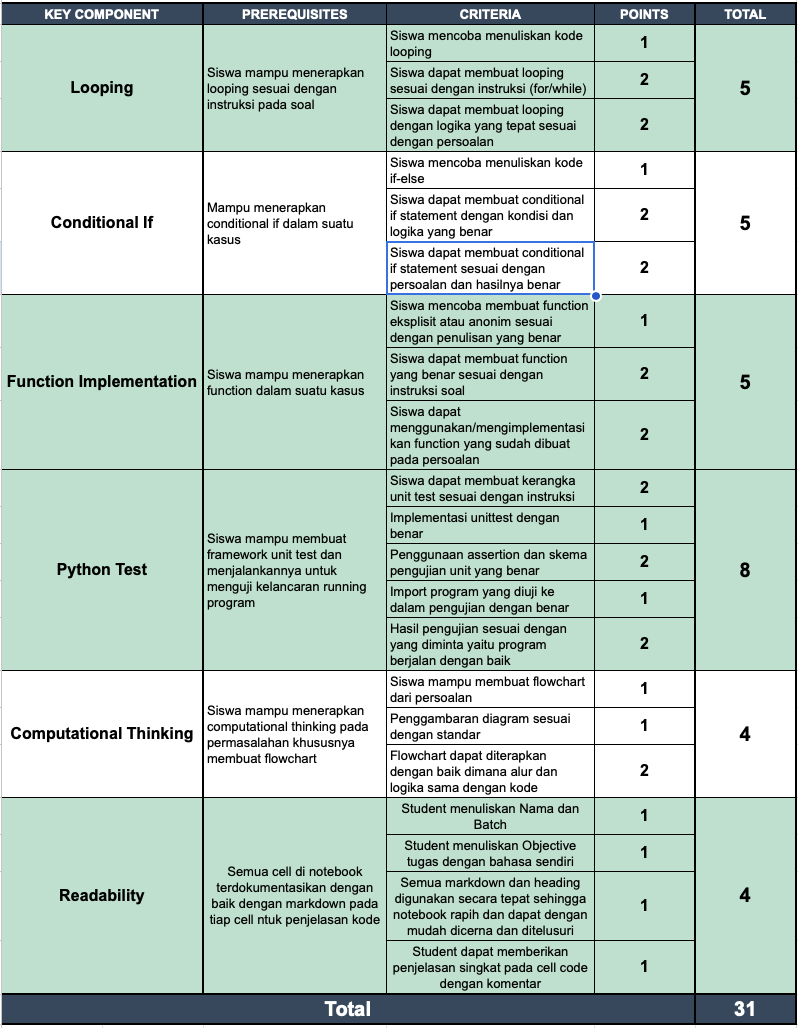 KEY COMPONENT PREREQUISITES CRITERIA POINTS TOTAL
Looping
Siswa mampu menerapkan
looping sesuai dengan
instruksi pada soal
Siswa mencoba menuliskan kode
looping
1
Siswa dapat membuat looping
sesuai dengan instruksi (for/while)
2
Siswa dapat membuat looping
dengan logika yang tepat sesuai
dengan persoalan
2
5
Conditional If
Mampu menerapkan
conditional if dalam suatu
kasus
Siswa mencoba menuliskan kode
if-else
1
Siswa dapat membuat conditional
if statement dengan kondisi dan
logika yang benar
2
Siswa dapat membuat conditional
if statement sesuai dengan
persoalan dan hasilnya benar
2
5
Function Implementation
Siswa mampu menerapkan
function dalam suatu kasus
Siswa mencoba membuat function
eksplisit atau anonim sesuai
dengan penulisan yang benar
1
Siswa dapat membuat function
yang benar sesuai dengan
instruksi soal
2
Siswa dapat
menggunakan/mengimplementasi
kan function yang sudah dibuat
pada persoalan
2
5
Python Test
Siswa mampu membuat
framework unit test dan
menjalankannya untuk
menguji kelancaran running
program
Siswa dapat membuat kerangka
unit test sesuai dengan instruksi
2
Implementasi unittest dengan
benar
1
Penggunaan assertion dan skema
pengujian unit yang benar
2
Import program yang diuji ke
dalam pengujian dengan benar
1
Hasil pengujian sesuai dengan
yang diminta yaitu program
berjalan dengan baik
2
8
Computational Thinking
Siswa mampu menerapkan
computational thinking pada
permasalahan khususnya
membuat flowchart
Siswa mampu membuat flowchart
dari persoalan
1
Penggambaran diagram sesuai
dengan standar
1
Flowchart dapat diterapkan
dengan baik dimana alur dan
logika sama dengan kode
2
4
Readability
Semua cell di notebook
terdokumentasikan dengan
baik dengan markdown pada
tiap cell ntuk penjelasan kode
Student menuliskan Nama dan
Batch
1
Student menuliskan Objective
tugas dengan bahasa sendiri
1
Semua markdown dan heading
digunakan secara tepat sehingga
notebook rapih dan dapat dengan
mudah dicerna dan ditelusuri
1
Student dapat memberikan
penjelasan singkat pada cell code
dengan komentar
1
4
Total 31